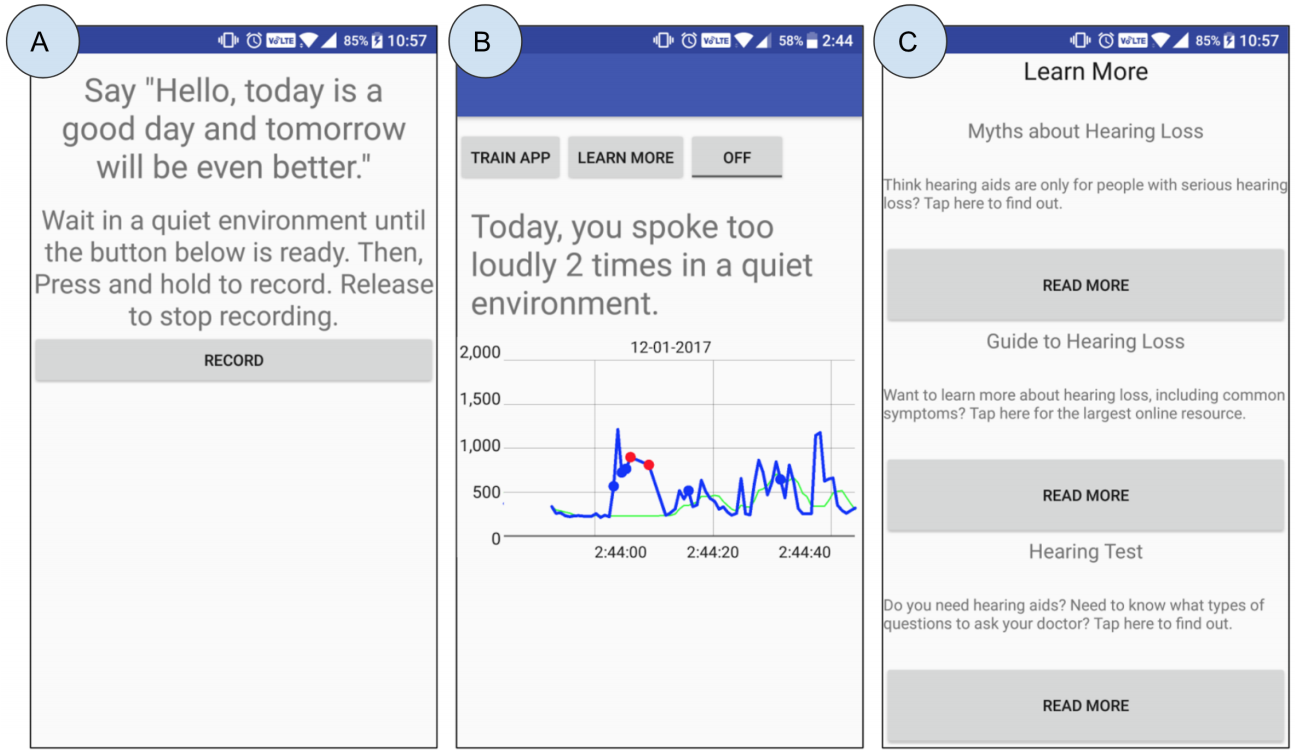 A
VoLTE 85% 10:57
Say "Hello, today is a
good day and tomorrow
will be even better."
Wait in a quiet environment until
the button below is ready. Then,
Press and hold to record. Release
to stop recording.
RECORD
B
VoLTE 58% 2:44
TRAIN APP LEARN MORE OFF
Today, you spoke too
loudly 2 times in a quiet
environment.
12-01-2017
2,000
1,500
1,000
500
0
2:44:00 2:44:20 2:44:40
C
VoLTE 85% 10:57
Learn More
Myths about Hearing Loss
Think hearing aids are only for people with serious hearing
loss? Tap here to find out.
READ MORE
Guide to Hearing Loss
Want to learn more about hearing loss, including common
symptoms? Tap here for the largest online resource.
READ MORE
Hearing Test
Do you need hearing aids? Need to know what types of
questions to ask your doctor? Tap here to find out.
READ MORE